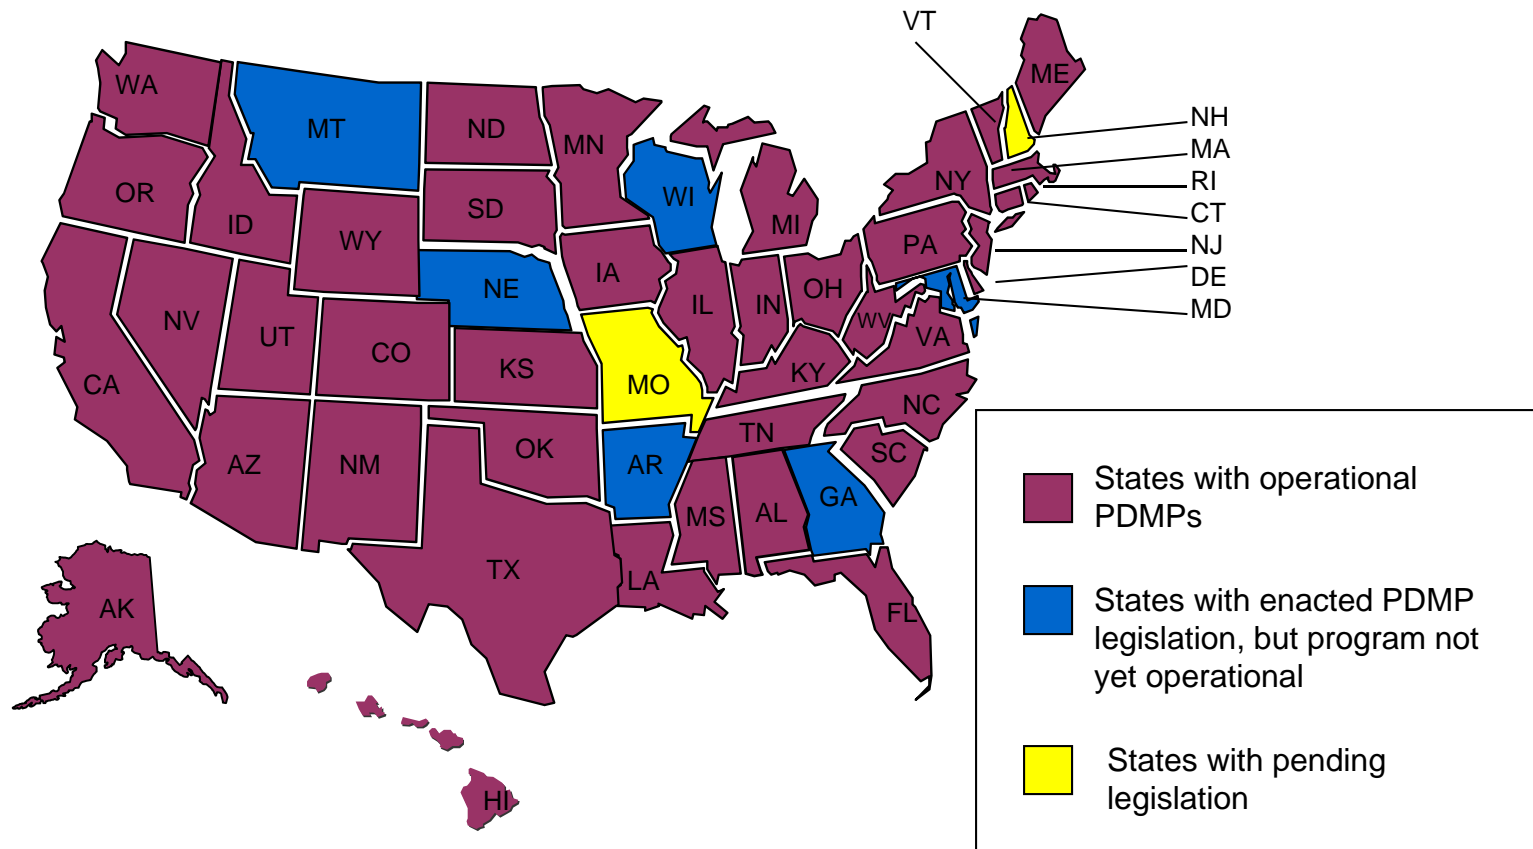 VT
ME
WA
NH
MT
ND
MN
MA
OR
NY
RI
WI
SD
ID
CT
MI
WY
PA
NJ
IA
DE
NE
OH
IL
IN
MD
NV
WV
UT
VA
CO
KS
KY
CA
MO
NC
TN
OK
SC
AZ
NM
AR
GA
MS
AL
TX
LA
AK
FL
HI
States with operational
PDMPs
States with enacted PDMP
legislation, but program not
yet operational
States with pending
legislation